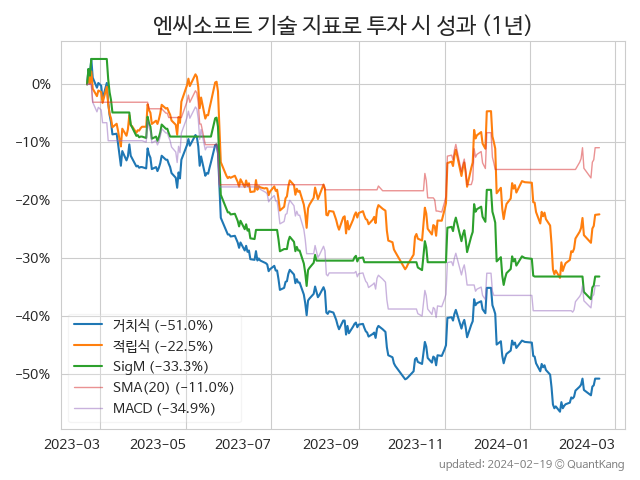 엔씨소프트 기술 지표로 투자 시 성과 (1년)
0%
−10%
−20%
−30%
−40%
−50%
거치식 (−51.0%)
적립식 (−22.5%)
SigM (−33.3%)
SMA(20) (−11.0%)
MACD (−34.9%)
2023-03 2023-05 2023-07 2023-09 2023-11 2024-01 2024-03
updated: 2024-02-19 © QuantKang